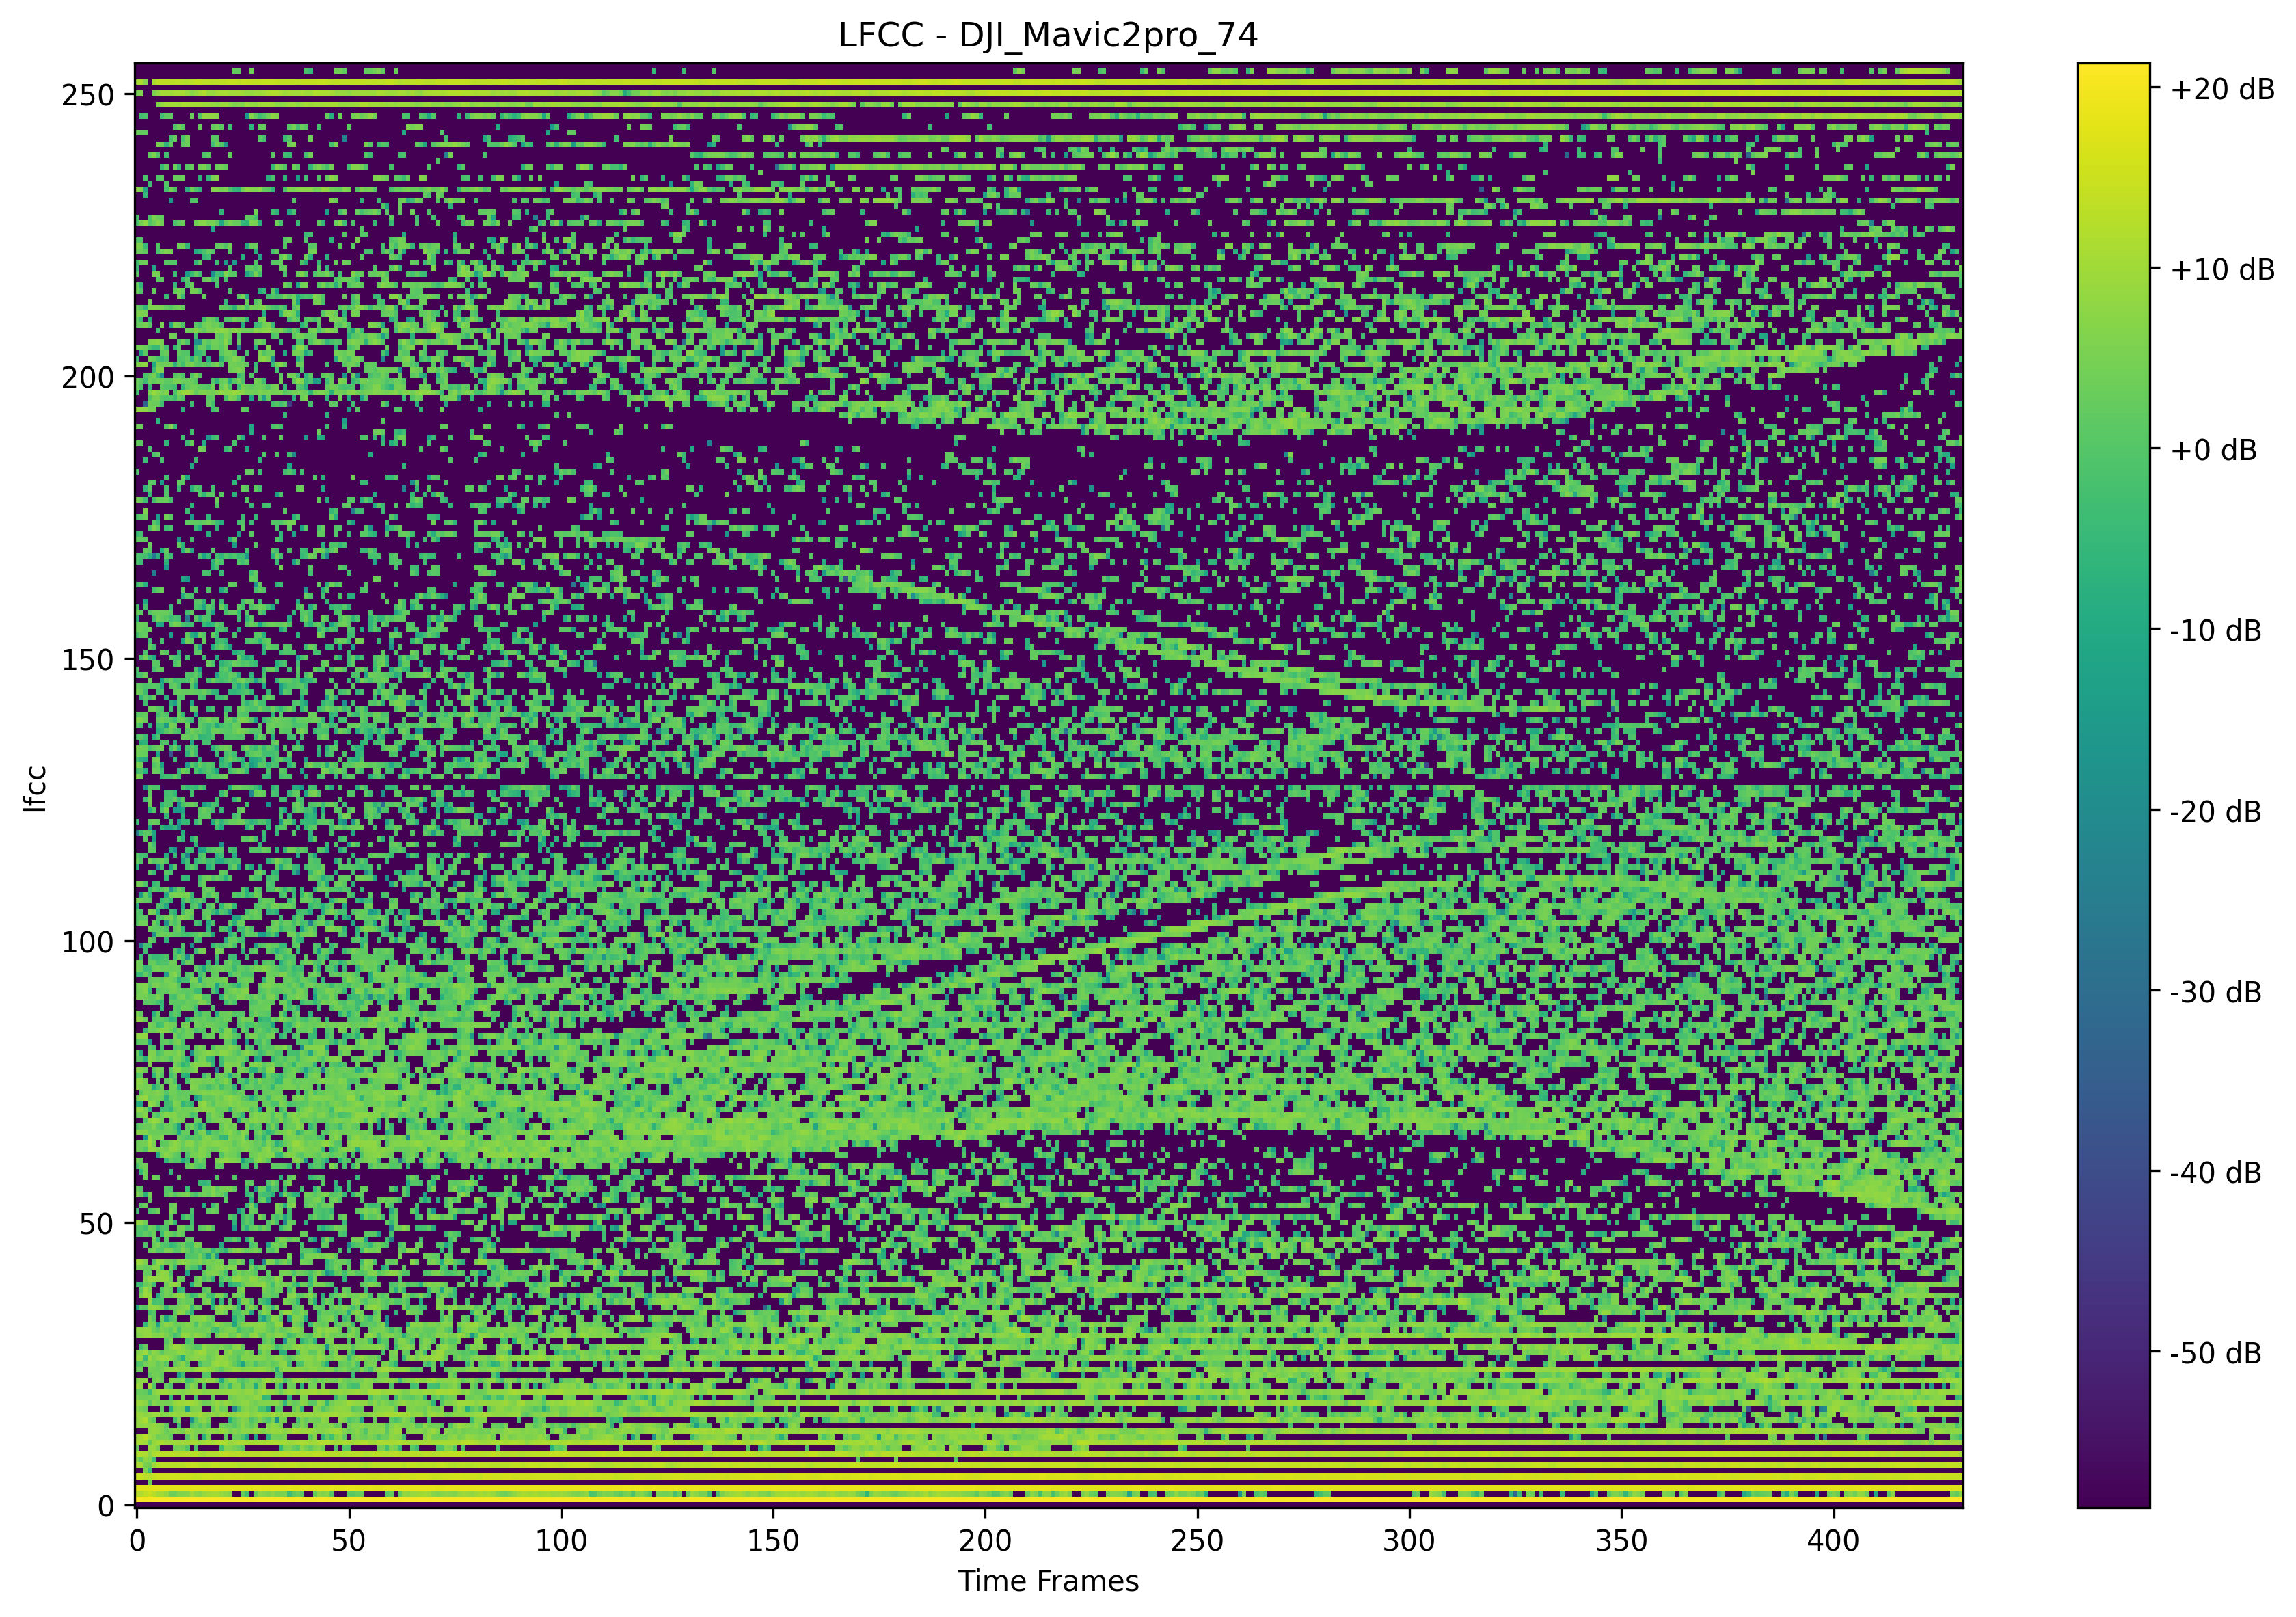 LFCC - DJI_Mavic2pro_74
250
200
150
100
50
0
lfcc
0 50 100 150 200 250 300 350 400
Time Frames
+20 dB
+10 dB
+0 dB
-10 dB
-20 dB
-30 dB
-40 dB
-50 dB